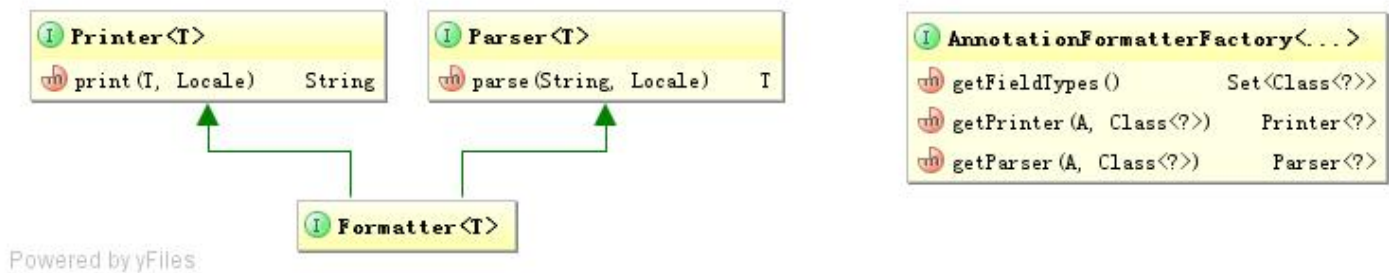 Printer<T>
print(T, Locale) String
Parser<T>
parse(String, Locale) T
Formatter<T>
AnnotationFormatterFactory<...>
getFieldTypes() Set<Class<?>>
getPrinter(A, Class<?>) Printer<?>
getParser(A, Class<?>) Parser<?>
Powered by yFiles